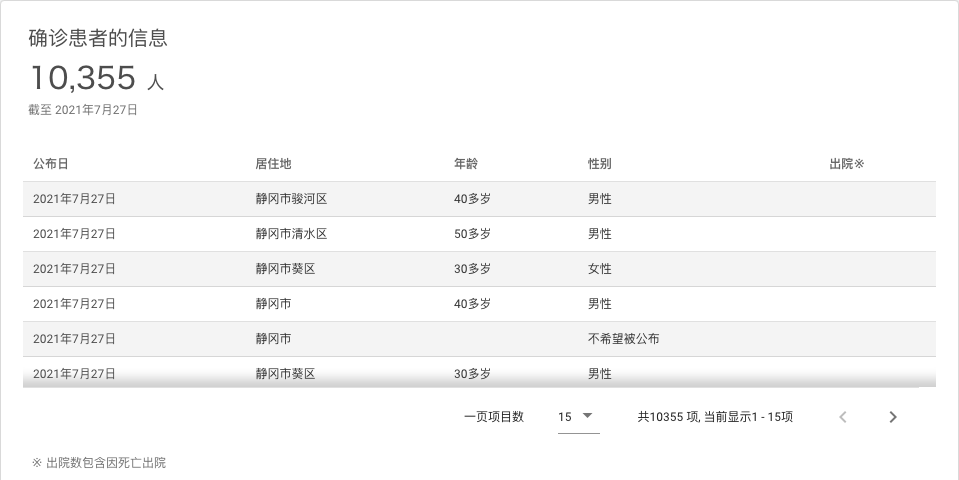 确诊患者的信息
10,355 人
截至 2021年7月27日
公布日 居住地 年龄 性别 出院※
2021年7月27日 静冈市骏河区 40多岁 男性
2021年7月27日 静冈市清水区 50多岁 男性
2021年7月27日 静冈市葵区 30多岁 女性
2021年7月27日 静冈市 40多岁 男性
2021年7月27日 静冈市 不希望被公布
2021年7月27日 静冈市葵区 30多岁 男性
一页项目数 15 共10355 项, 当前显示1 - 15项
※ 出院数包含因死亡出院